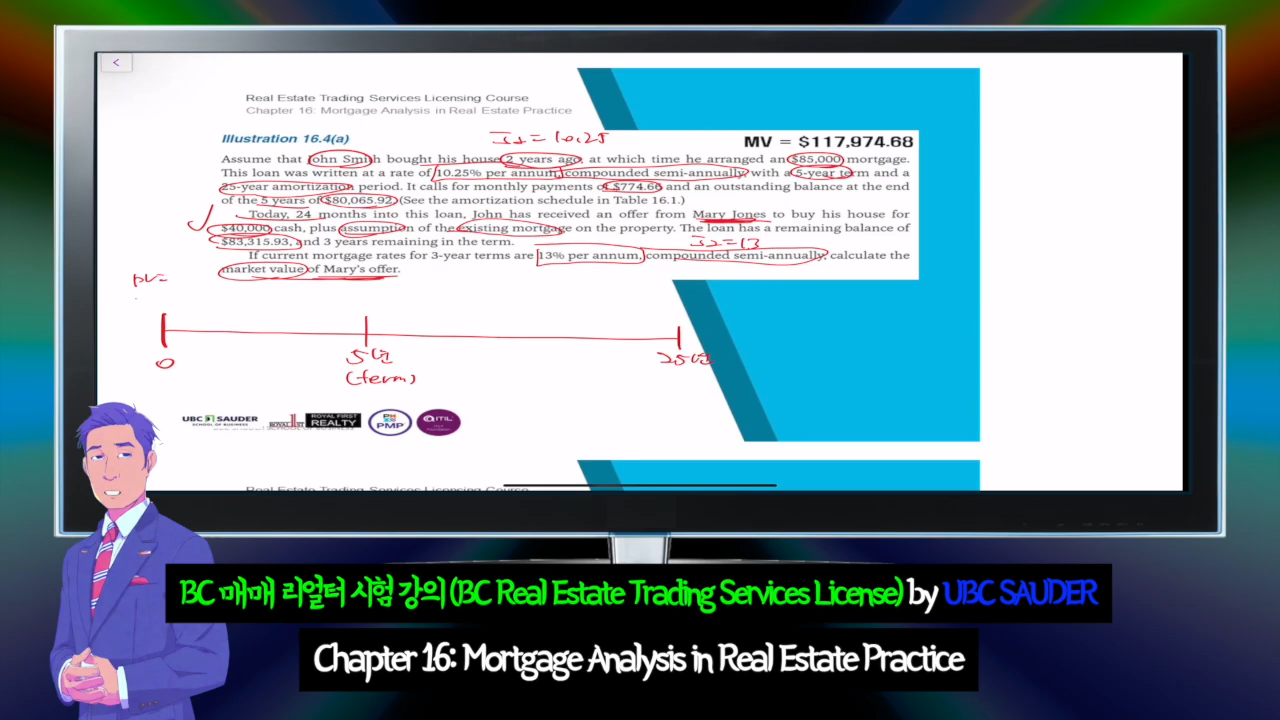 <
Real Estate Trading Services Licensing Course
Chapter 16: Mortgage Analysis in Real Estate Practice
Illustration 16.4(a)
J2 = 10.25
MV = $117,974.68
Assume that John Smith bought his house 2 years ago, at which time he arranged an $85,000 mortgage.
This loan was written at a rate of 10.25% per annum, compounded semi-annually, with a 5-year term and a
25-year amortization period. It calls for monthly payments of $774.66 and an outstanding balance at the end
of the 5 years of $80,065.92. (See the amortization schedule in Table 16.1.)
Today, 24 months into this loan, John has received an offer from Mary Jones to buy his house for
$40,000 cash, plus assumption of the existing mortgage on the property. The loan has a remaining balance of
$83,315.93, and 3 years remaining in the term.
J2 = 13
If current mortgage rates for 3-year terms are 13% per annum, compounded semi-annually, calculate the
market value of Mary's offer.
PV=
0
5년
25년
(term)
UBC SAUDER
SCHOOL OF BUSINESS
ROYAL 1st
ROYAL FIRST
REALTY
PMP
ITIL
Real Estate Trading Services Licensing Course
BC 매매 리얼터 시험 강의 (BC Real Estate Trading Services License) by UBC SAUDER
Chapter 16: Mortgage Analysis in Real Estate Practice